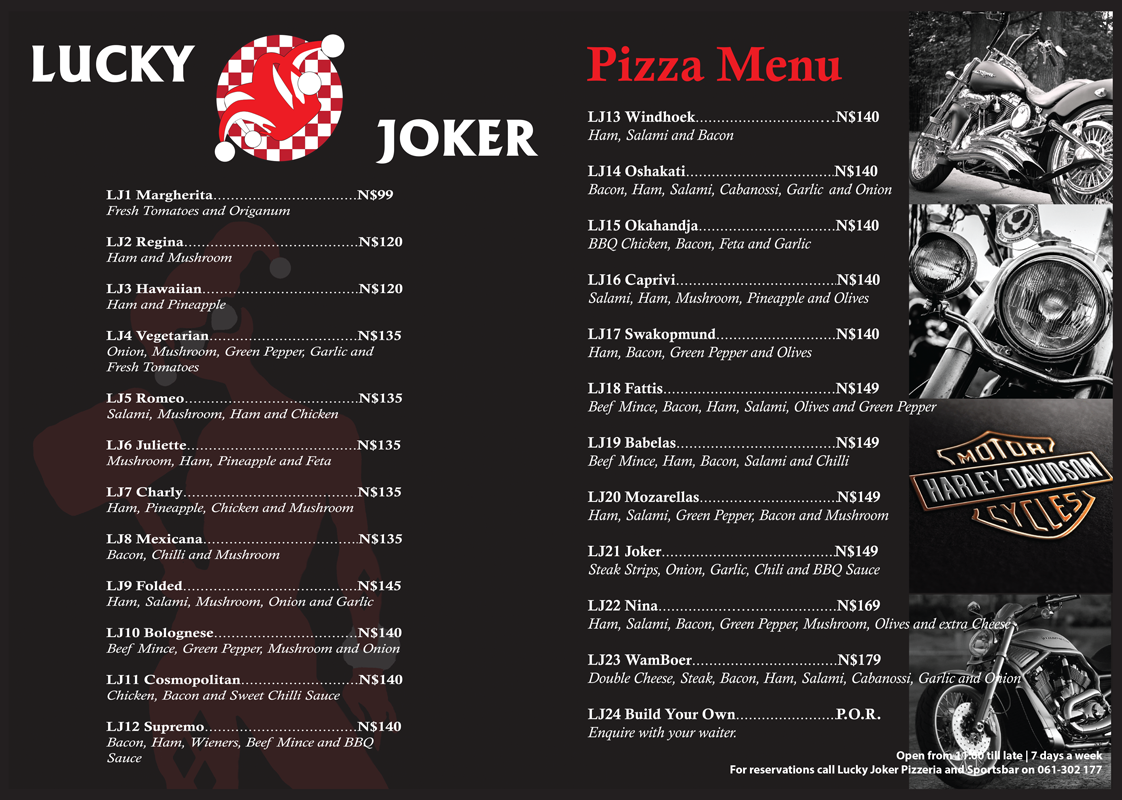 LUCKY
JOKER
LJ1 Margherita.................................N$99
Fresh Tomatoes and Origanum
LJ2 Regina........................................N$120
Ham and Mushroom
LJ3 Hawaiian....................................N$120
Ham and Pineapple
LJ4 Vegetarian..................................N$135
Onion, Mushroom, Green Pepper, Garlic and
Fresh Tomatoes
LJ5 Romeo........................................N$135
Salami, Mushroom, Ham and Chicken
LJ6 Juliette.......................................N$135
Mushroom, Ham, Pineapple and Feta
LJ7 Charly........................................N$135
Ham, Pineapple, Chicken and Mushroom
LJ8 Mexicana....................................N$135
Bacon, Chilli and Mushroom
LJ9 Folded........................................N$145
Ham, Salami, Mushroom, Onion and Garlic
LJ10 Bolognese.................................N$140
Beef Mince, Green Pepper, Mushroom and Onion
LJ11 Cosmopolitan...........................N$140
Chicken, Bacon and Sweet Chilli Sauce
LJ12 Supremo...................................N$140
Bacon, Ham, Wieners, Beef Mince and BBQ
Sauce
Pizza Menu
LJ13 Windhoek................................N$140
Ham, Salami and Bacon
LJ14 Oshakati..................................N$140
Bacon, Ham, Salami, Cabanossi, Garlic and Onion
LJ15 Okahandja................................N$140
BBQ Chicken, Bacon, Feta and Garlic
LJ16 Caprivi.....................................N$140
Salami, Ham, Mushroom, Pineapple and Olives
LJ17 Swakopmund............................N$140
Ham, Bacon, Green Pepper and Olives
LJ18 Fattis........................................N$149
Beef Mince, Bacon, Ham, Salami, Olives and Green Pepper
LJ19 Babelas.....................................N$149
Beef Mince, Ham, Bacon, Salami and Chilli
LJ20 Mozarellas................................N$149
Ham, Salami, Green Pepper, Bacon and Mushroom
LJ21 Joker........................................N$149
Steak Strips, Onion, Garlic, Chili and BBQ Sauce
LJ22 Nina.........................................N$169
Ham, Salami, Bacon, Green Pepper, Mushroom, Olives and extra Cheese
LJ23 WamBoer..................................N$179
Double Cheese, Steak, Bacon, Ham, Salami, Cabanossi, Garlic and Onion
LJ24 Build Your Own.......................P.O.R.
Enquire with your waiter.
MOTOR
HARLEY-DAVIDSON
CYCLES
Open from till late | 7 days a week
For reservations call Lucky Joker Pizzeria and Sportsbar on 061-302 177